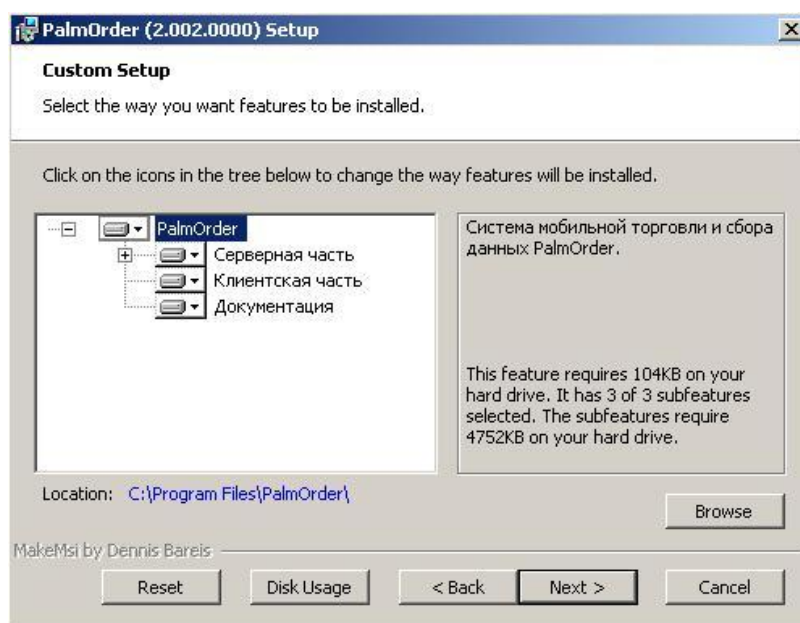 PalmOrder (2.002.0000) Setup
Custom Setup
Select the way you want features to be installed.
Click on the icons in the tree below to change the way features will be installed.
PalmOrder
Серверная часть
Клиентская часть
Документация
Система мобильной торговли и сбора
данных PalmOrder.
This feature requires 104KB on your
hard drive. It has 3 of 3 subfeatures
selected. The subfeatures require
4752KB on your hard drive.
Location: C:\Program Files\PalmOrder\
Browse
MakeMsi by Dennis Bareis
Reset Disk Usage < Back Next > Cancel